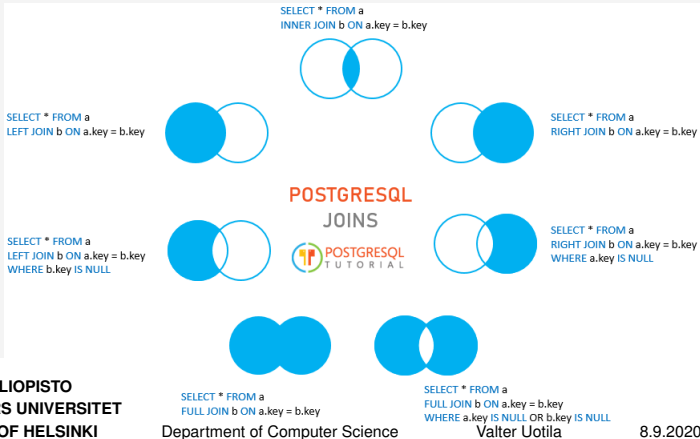 SELECT * FROM a
INNER JOIN b ON a.key = b.key
SELECT * FROM a
LEFT JOIN b ON a.key = b.key
SELECT * FROM a
RIGHT JOIN b ON a.key = b.key
POSTGRESQL
JOINS
POSTGRESQL
TUTORIAL
SELECT * FROM a
LEFT JOIN b ON a.key = b.key
WHERE b.key IS NULL
SELECT * FROM a
RIGHT JOIN b ON a.key = b.key
WHERE a.key IS NULL
SELECT * FROM a
FULL JOIN b ON a.key = b.key
SELECT * FROM a
FULL JOIN b ON a.key = b.key
WHERE a.key IS NULL OR b.key IS NULL
LIOPISTO
RS UNIVERSITET
OF HELSINKI
Department of Computer Science
Valter Uotila
8.9.2020